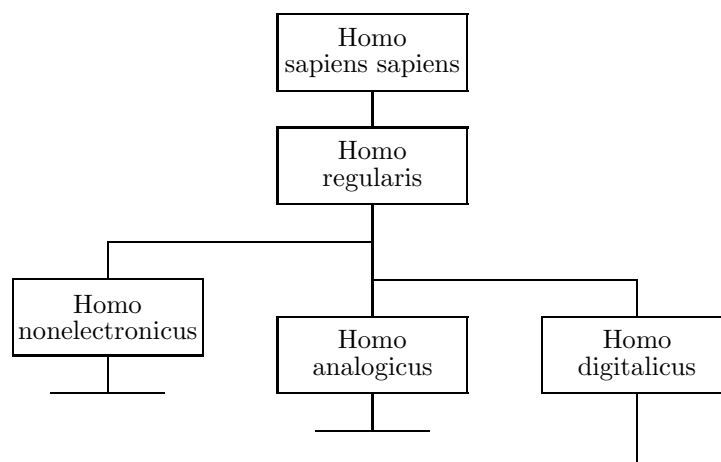 Homo
sapiens sapiens
Homo
regularis
Homo
nonelectronicus
Homo
analogicus
Homo
digitalicus